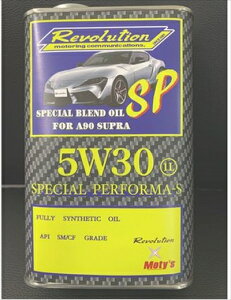 Revolution
motoring communications.
SP
SPECIAL BLEND OIL
FOR A90 SUPRA
5W30 II
SPECIAL PERFORMA-S
FULLY SYNTHETIC OIL
API SM/CF GRADE
Revolution
×
Moty's